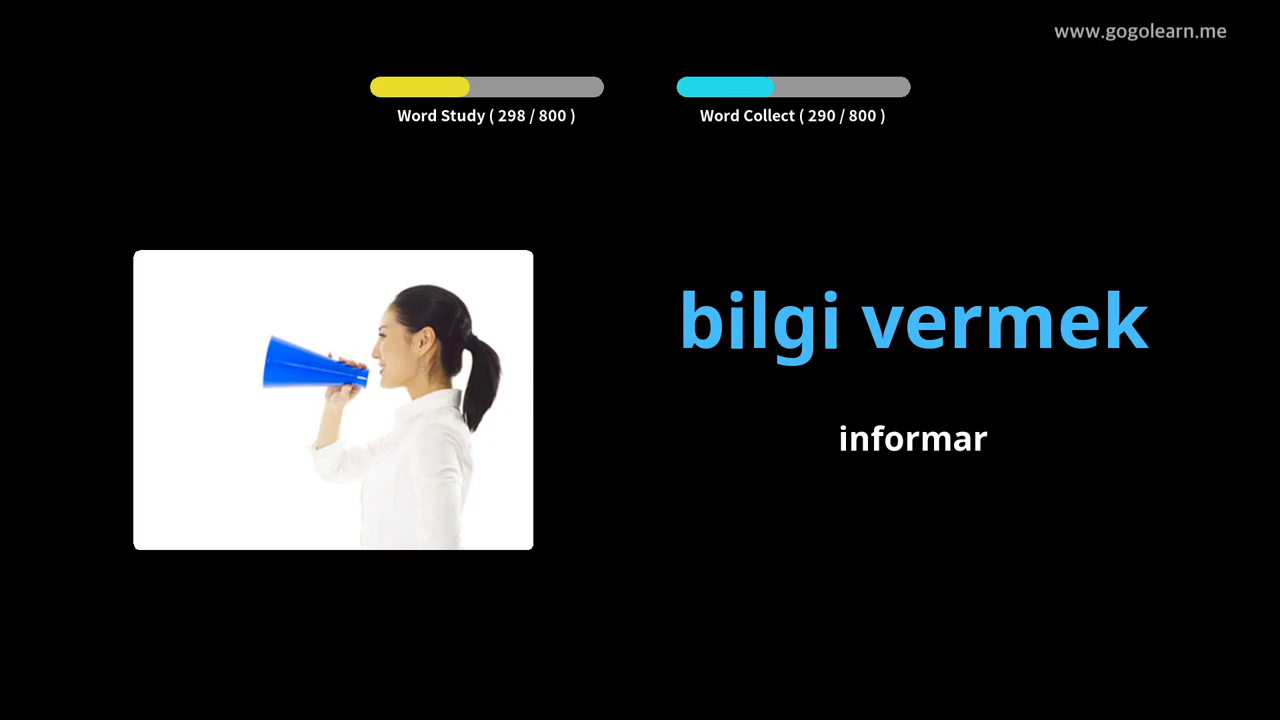 www.gogolearn.me
Word Study ( 298 / 800 )
Word Collect ( 290 / 800 )
bilgi vermek
informar